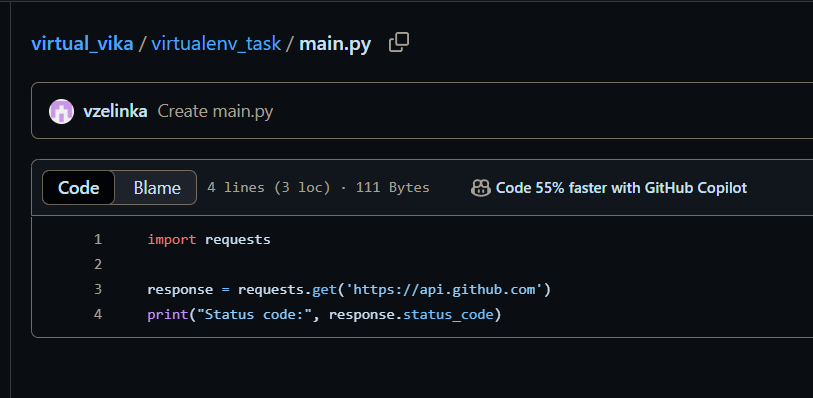 virtual_vika / virtualenv_task / main.py
vzelinka Create main.py
Code Blame 4 lines (3 loc) · 111 Bytes Code 55% faster with GitHub Copilot
1 import requests
2
3 response = requests.get('https://api.github.com')
4 print("Status code:", response.status_code)